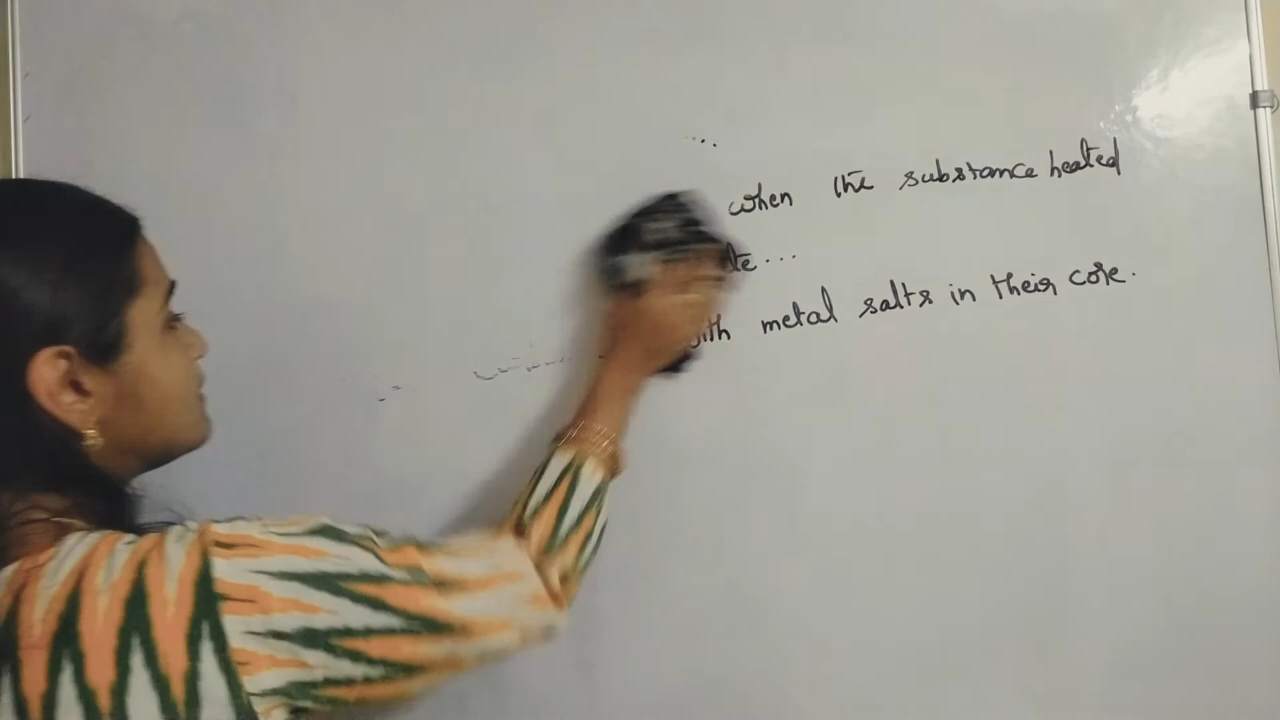 when the substance heated
te...
with metal salts in their core.